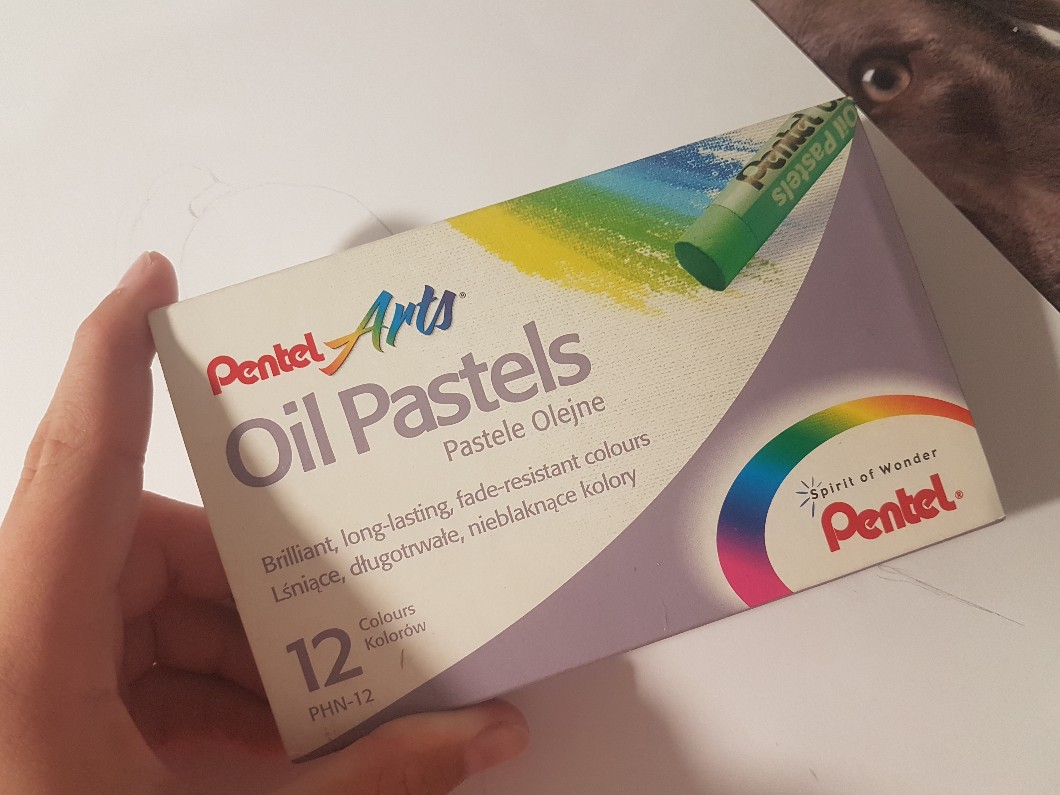 Pentel Arts®
Oil Pastels
Pastele Olejne
Brilliant, long-lasting, fade-resistant colours
Lśniące, długotrwałe, nieblaknące kolory
12 Colours
Kolorów
PHN-12
Pentel
Oil Pastels
Spirit of Wonder
Pentel®